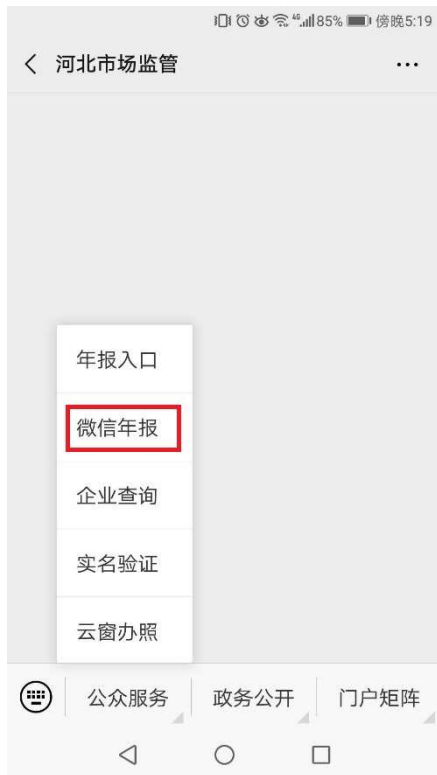 46 85% 傍晚5:19
河北市场监管
年报入口
微信年报
企业查询
实名验证
云窗办照
公众服务 政务公开 门户矩阵